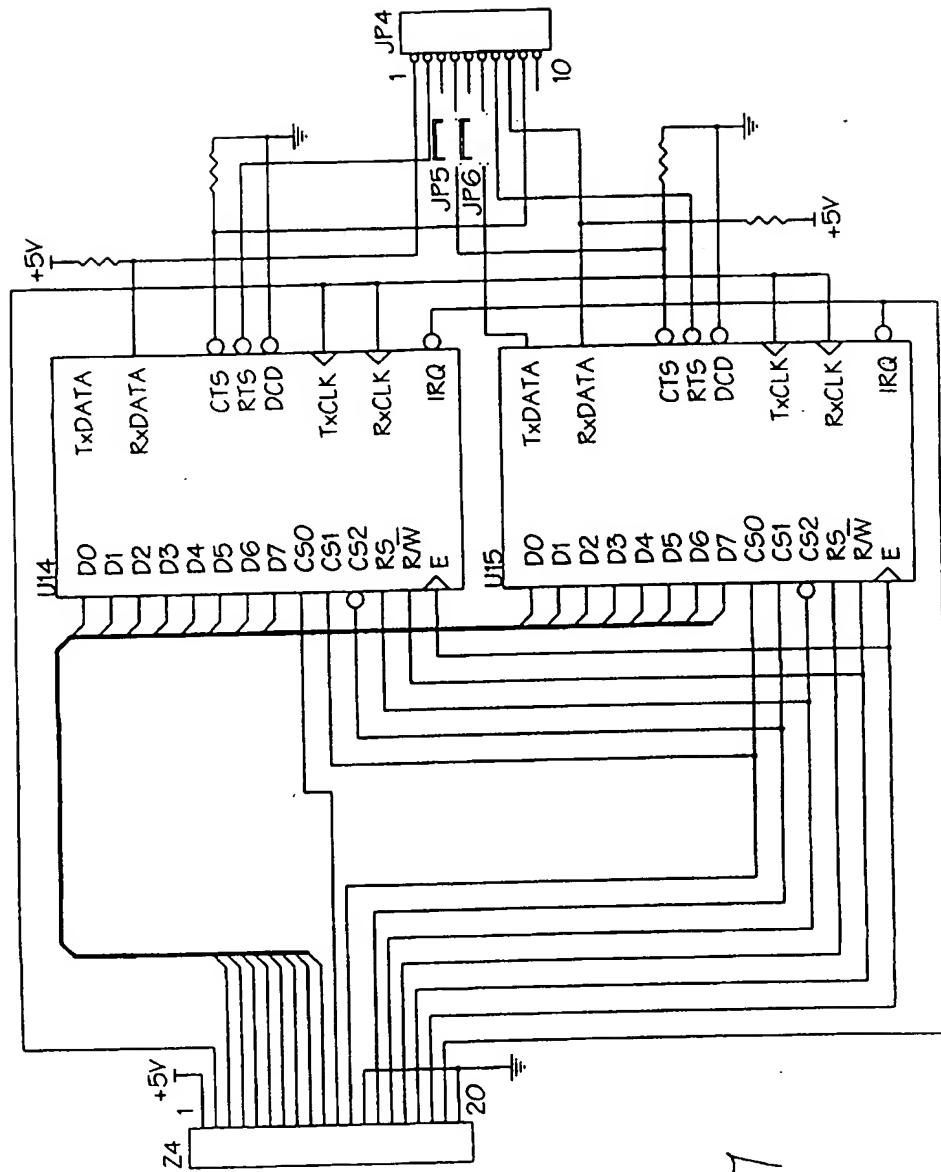 JP4
1
10
+5V
JP5
JP6
+5V
U14
D0
D1
D2
D3
D4
D5
D6
D7
CS0
CS1
CS2
RS
R/W
E
TxDATA
RxDATA
CTS
RTS
DCD
TxCLK
RxCLK
IRQ
U15
D0
D1
D2
D3
D4
D5
D6
D7
CS0
CS1
CS2
RS
R/W
E
TxDATA
RxDATA
CTS
RTS
DCD
TxCLK
RxCLK
IRQ
+5V
Z4
1
20
7